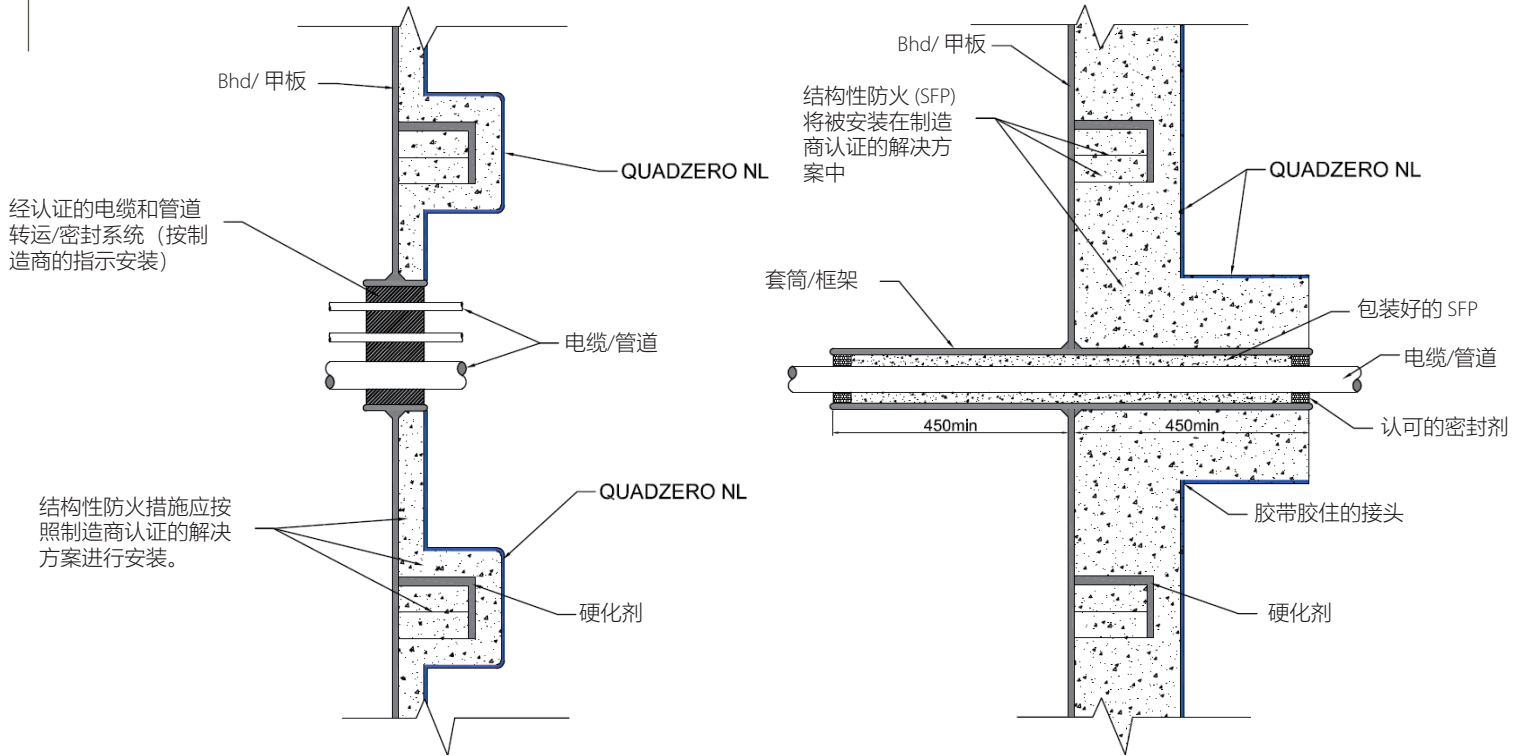 Bhd/ 甲板
QUADZERO NL
经认证的电缆和管道
转运/密封系统（按制
造商的指示安装）
电缆/管道
QUADZERO NL
结构性防火措施应按
照制造商认证的解决
方案进行安装。
硬化剂
Bhd/ 甲板
结构性防火 (SFP)
将被安装在制造
商认证的解决方
案中
QUADZERO NL
套筒/框架
包装好的 SFP
电缆/管道
450min
450min
认可的密封剂
胶带胶住的接头
硬化剂